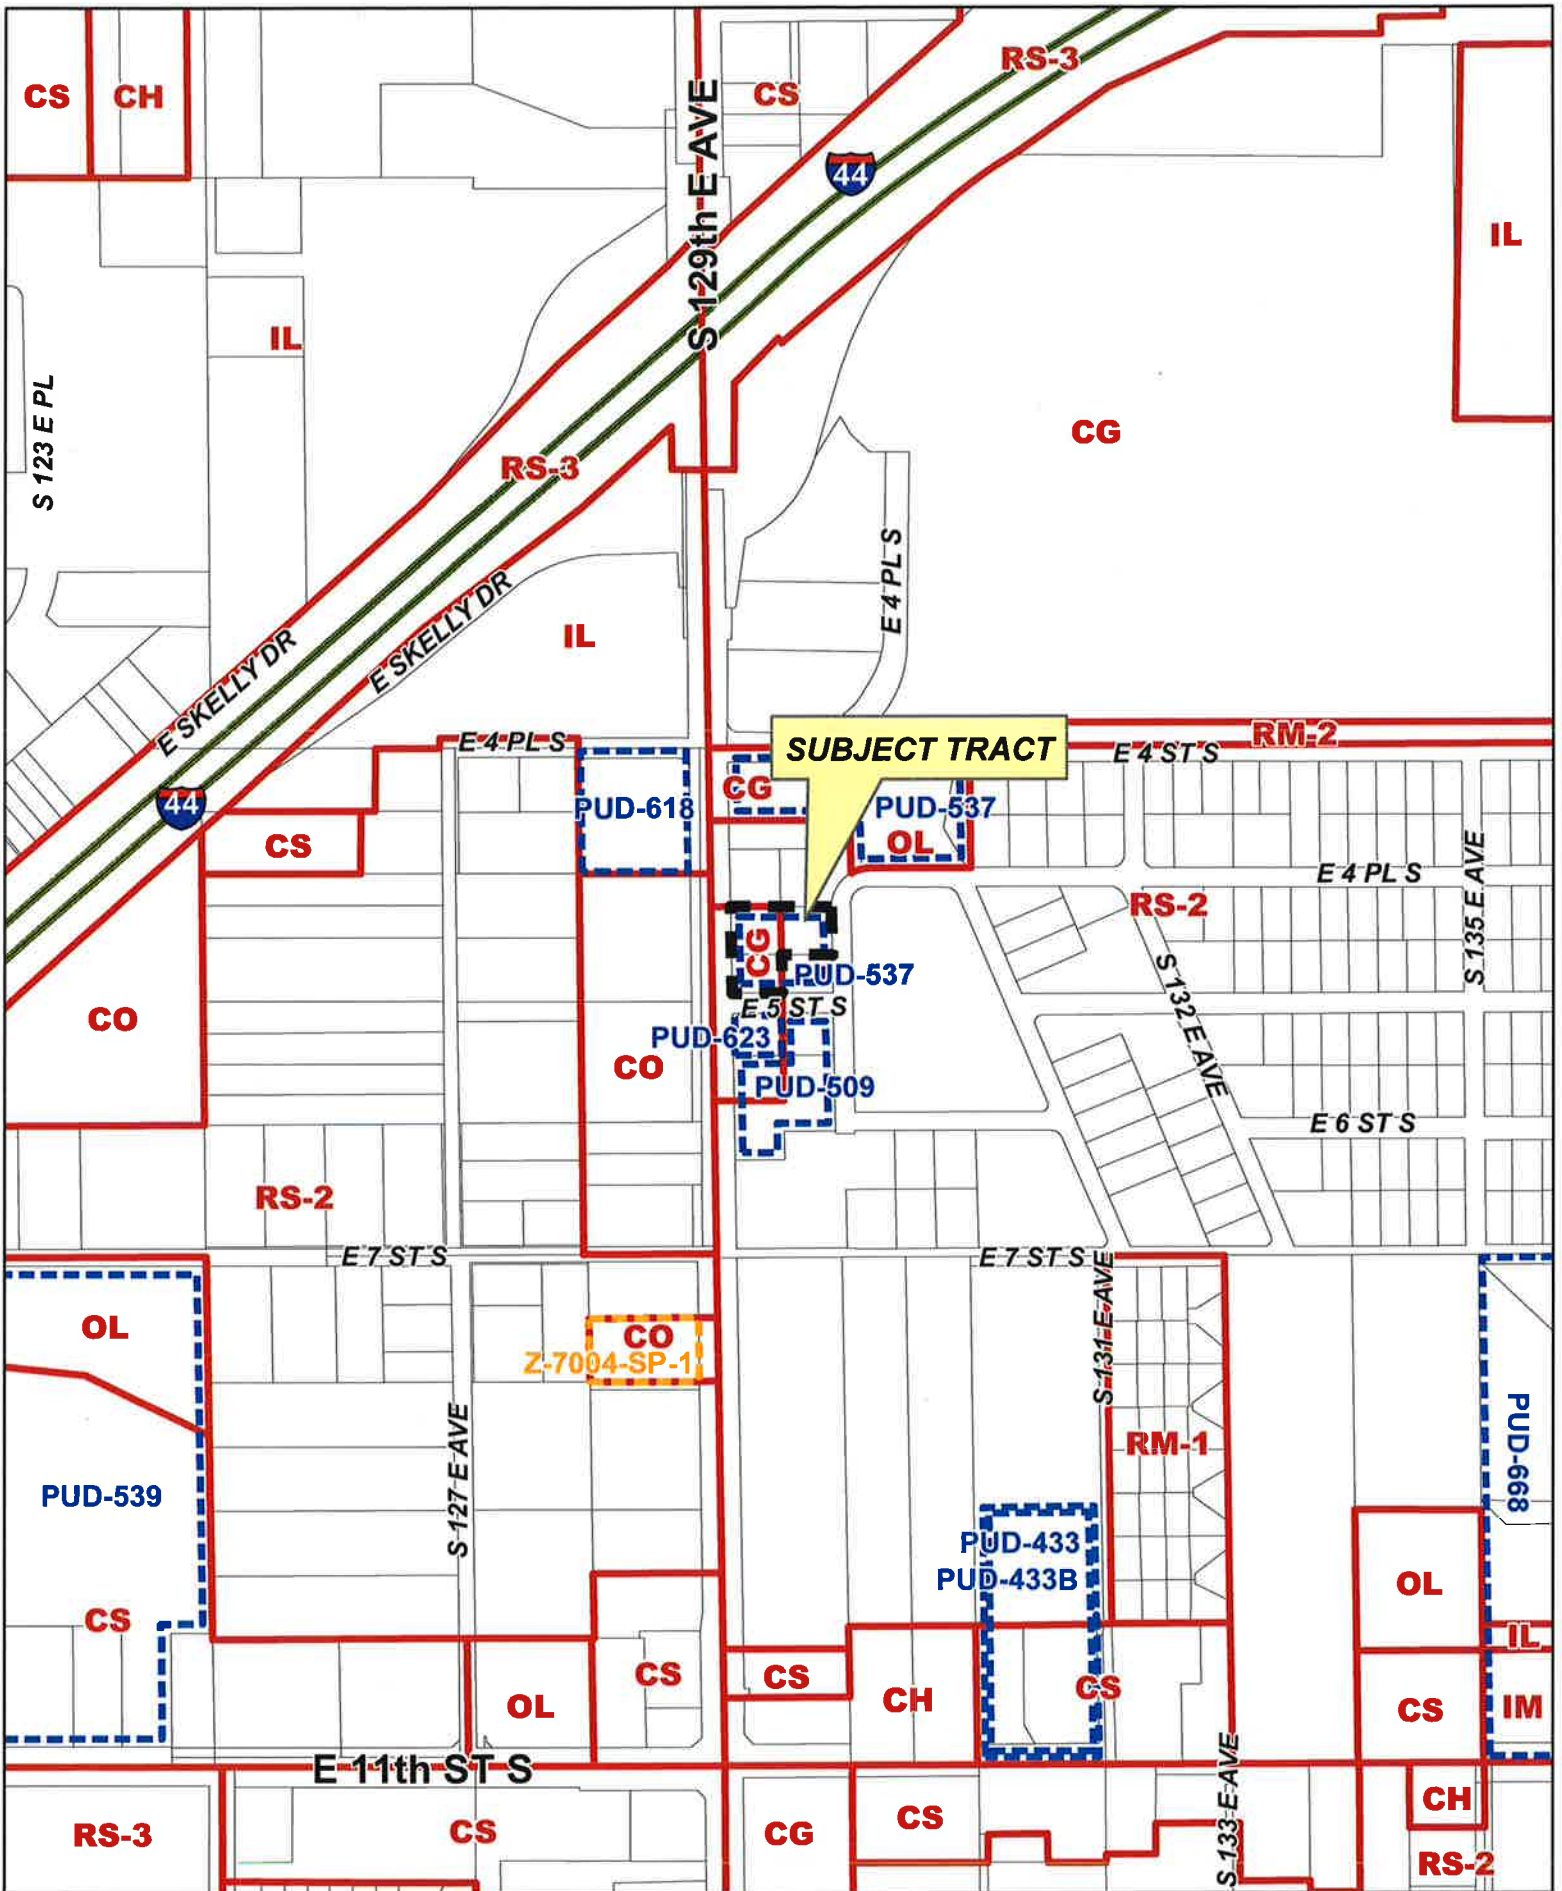 RS-3
CS
CH
CS
S 129th E AVE
44
IL
IL
CG
S 123 E PL
RS-3
E 4 PL S
E SKELLY DR
E SKELLY DR
IL
RM-2
E 4 PL S
SUBJECT TRACT
E 4 ST S
CG
44
PUD-618
PUD-537
OL
CS
E 4 PL S
S 135 E AVE
RS-2
CG
PUD-537
S 132 E AVE
E 5 ST S
CO
PUD-623
CO
PUD-509
E 6 ST S
RS-2
E 7 ST S
E 7 ST S
S 131 E AVE
OL
CO
Z-7004-SP-1
S 127 E AVE
RM-1
PUD-668
PUD-539
PUD-433
PUD-433B
OL
CS
IL
CS
CS
CS
OL
CH
CS
IM
E 11th ST S
S 133 E AVE
CH
RS-3
CS
CG
CS
RS-2